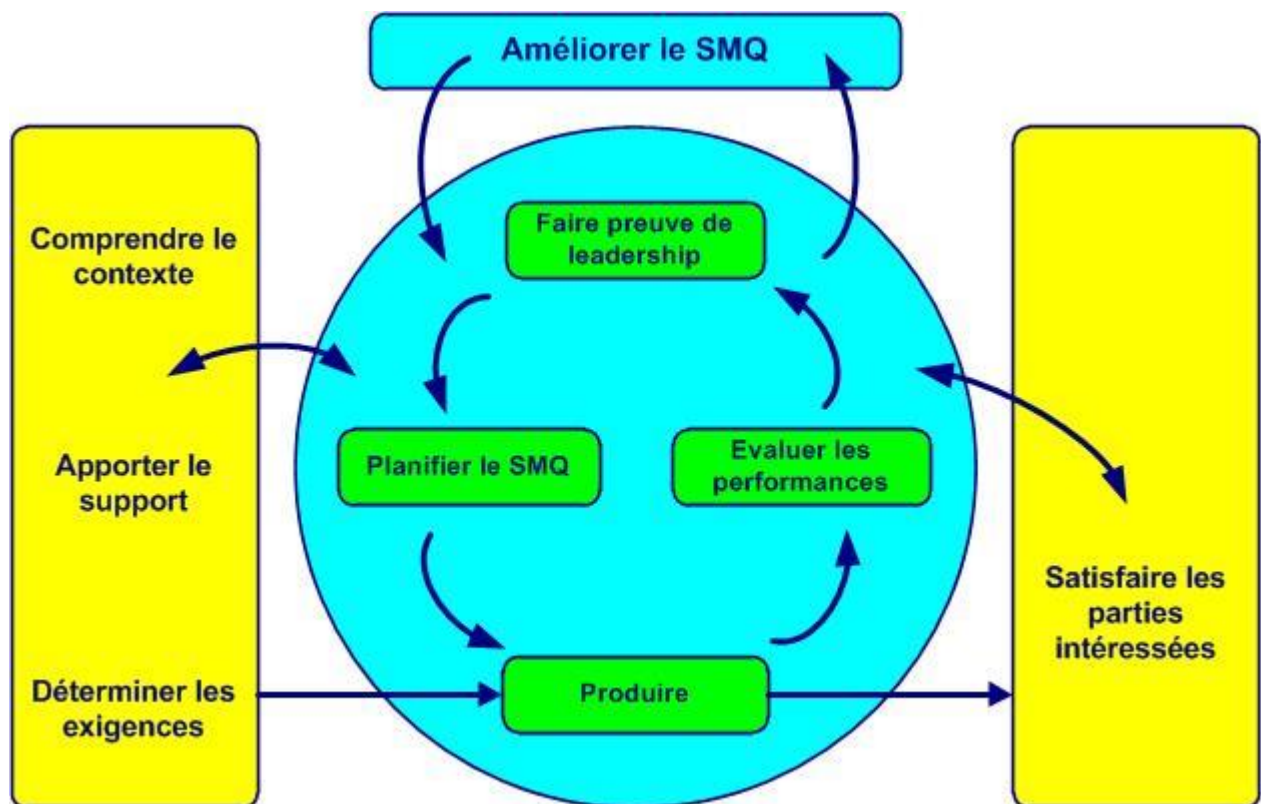 Améliorer le SMQ
Comprendre le
contexte
Apporter le
support
Déterminer les
exigences
Faire preuve de
leadership
Planifier le SMQ
Evaluer les
performances
Produire
Satisfaire les
parties
intéressées